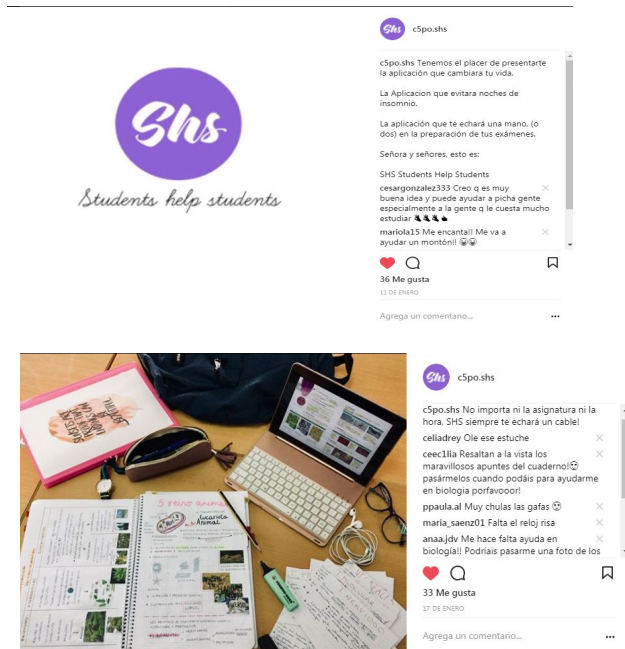 Shs
Students help students
Shs c5po.shs
c5po.shs Tenemos el placer de presentarte
la aplicación que cambiara tu vida.
La Aplicacion que evitara noches de
insomnio.
La aplicación que te echará una mano, (o
dos) en la preparación de tus exámenes.
Señora y señores, esto es:
SHS Students Help Students
cesargonzalez333 Creo q es muy
buena idea y puede ayudar a picha gente
especialmente a la gente q le cuesta mucho
estudiar
mariola15 Me encanta!! Me va a
ayudar un montón!!
36 Me gusta
11 DE ENERO
Agrega un comentario...
Shs c5po.shs
c5po.shs No importa ni la asignatura ni la
hora, SHS siempre te echará un cable!
celiadrey Ole ese estuche
ceec1lia Resaltan a la vista los
maravillosos apuntes del cuaderno!
pasármelos cuando podáis para ayudarme
en biologia porfavooor!
ppaula.al Muy chulas las gafas
maria_saenz01 Falta el reloj risa
anaa.jdv Me hace falta ayuda en
biología!! Podríais pasarme una foto de los
33 Me gusta
17 DE ENERO
Agrega un comentario...
5 reino animal
Eucariota
Animal